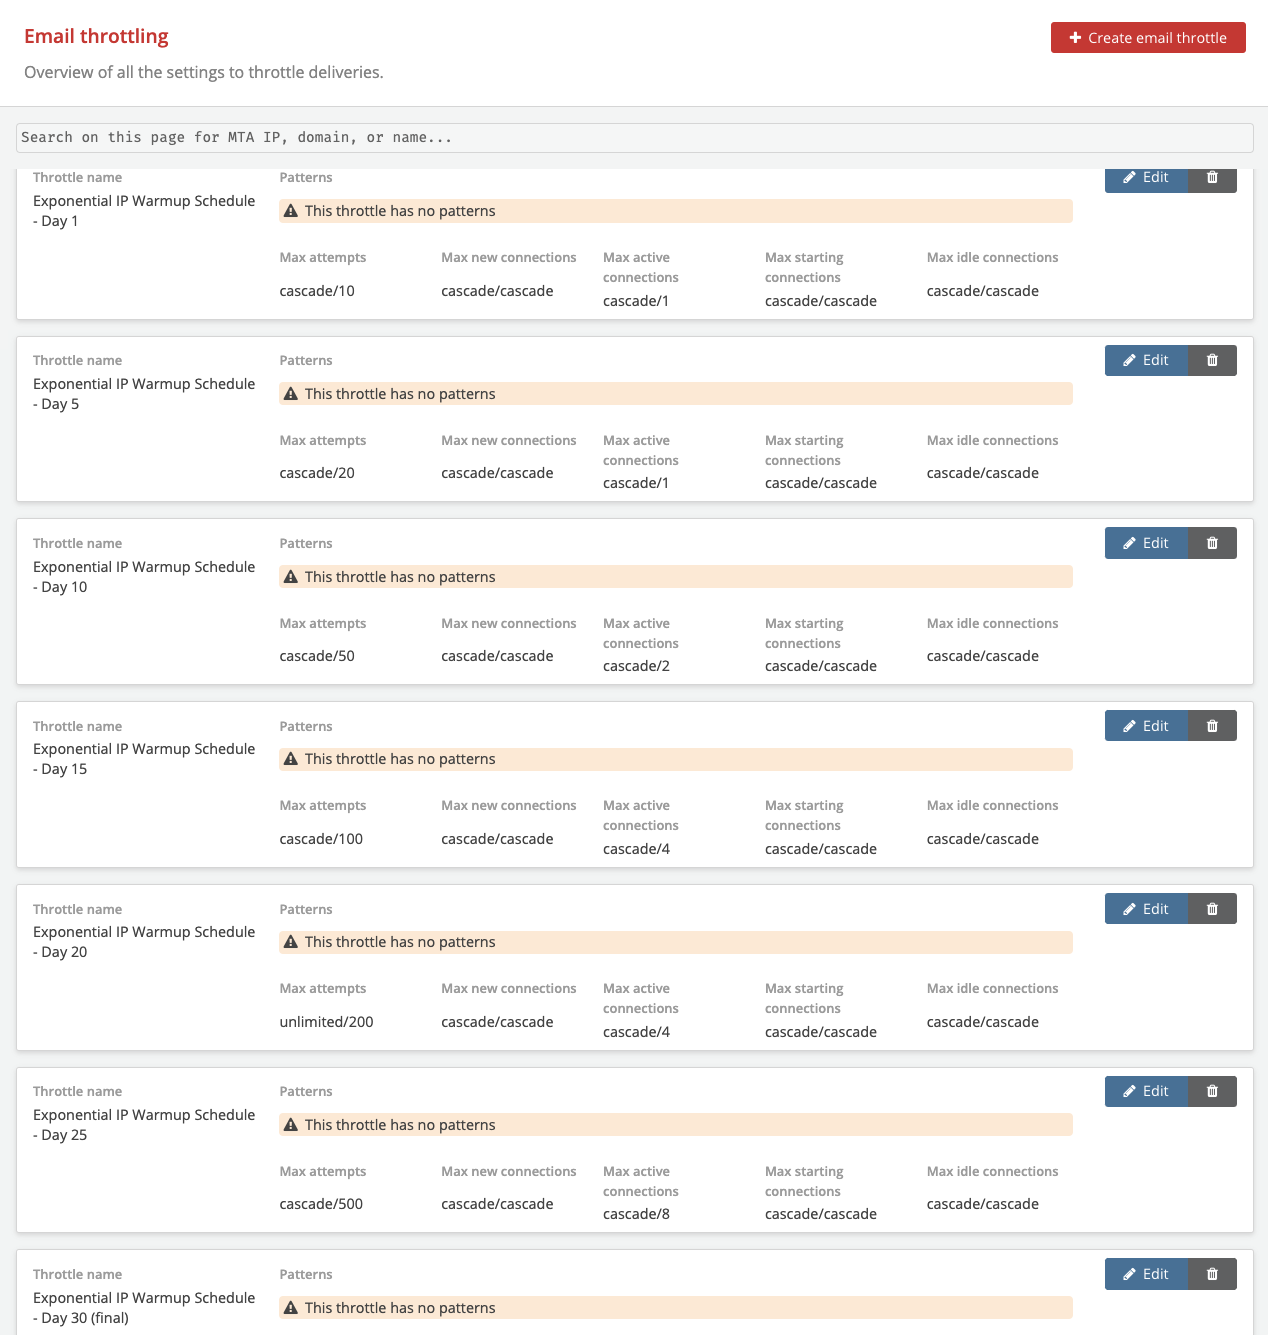 Email throttling
Create email throttle
Overview of all the settings to throttle deliveries.
Search on this page for MTA IP, domain, or name...
Throttle name
Patterns
Edit
Exponential IP Warmup Schedule
- Day 1
This throttle has no patterns
Max attempts
Max new connections
Max active
connections
Max starting
connections
Max idle connections
cascade/10
cascade/cascade
cascade/1
cascade/cascade
cascade/cascade
Throttle name
Patterns
Edit
Exponential IP Warmup Schedule
- Day 5
This throttle has no patterns
Max attempts
Max new connections
Max active
connections
Max starting
connections
Max idle connections
cascade/20
cascade/cascade
cascade/1
cascade/cascade
cascade/cascade
Throttle name
Patterns
Edit
Exponential IP Warmup Schedule
- Day 10
This throttle has no patterns
Max attempts
Max new connections
Max active
connections
Max starting
connections
Max idle connections
cascade/50
cascade/cascade
cascade/2
cascade/cascade
cascade/cascade
Throttle name
Patterns
Edit
Exponential IP Warmup Schedule
- Day 15
This throttle has no patterns
Max attempts
Max new connections
Max active
connections
Max starting
connections
Max idle connections
cascade/100
cascade/cascade
cascade/4
cascade/cascade
cascade/cascade
Throttle name
Patterns
Edit
Exponential IP Warmup Schedule
- Day 20
This throttle has no patterns
Max attempts
Max new connections
Max active
connections
Max starting
connections
Max idle connections
unlimited/200
cascade/cascade
cascade/4
cascade/cascade
cascade/cascade
Throttle name
Patterns
Edit
Exponential IP Warmup Schedule
- Day 25
This throttle has no patterns
Max attempts
Max new connections
Max active
connections
Max starting
connections
Max idle connections
cascade/500
cascade/cascade
cascade/8
cascade/cascade
cascade/cascade
Throttle name
Patterns
Edit
Exponential IP Warmup Schedule
- Day 30 (final)
This throttle has no patterns